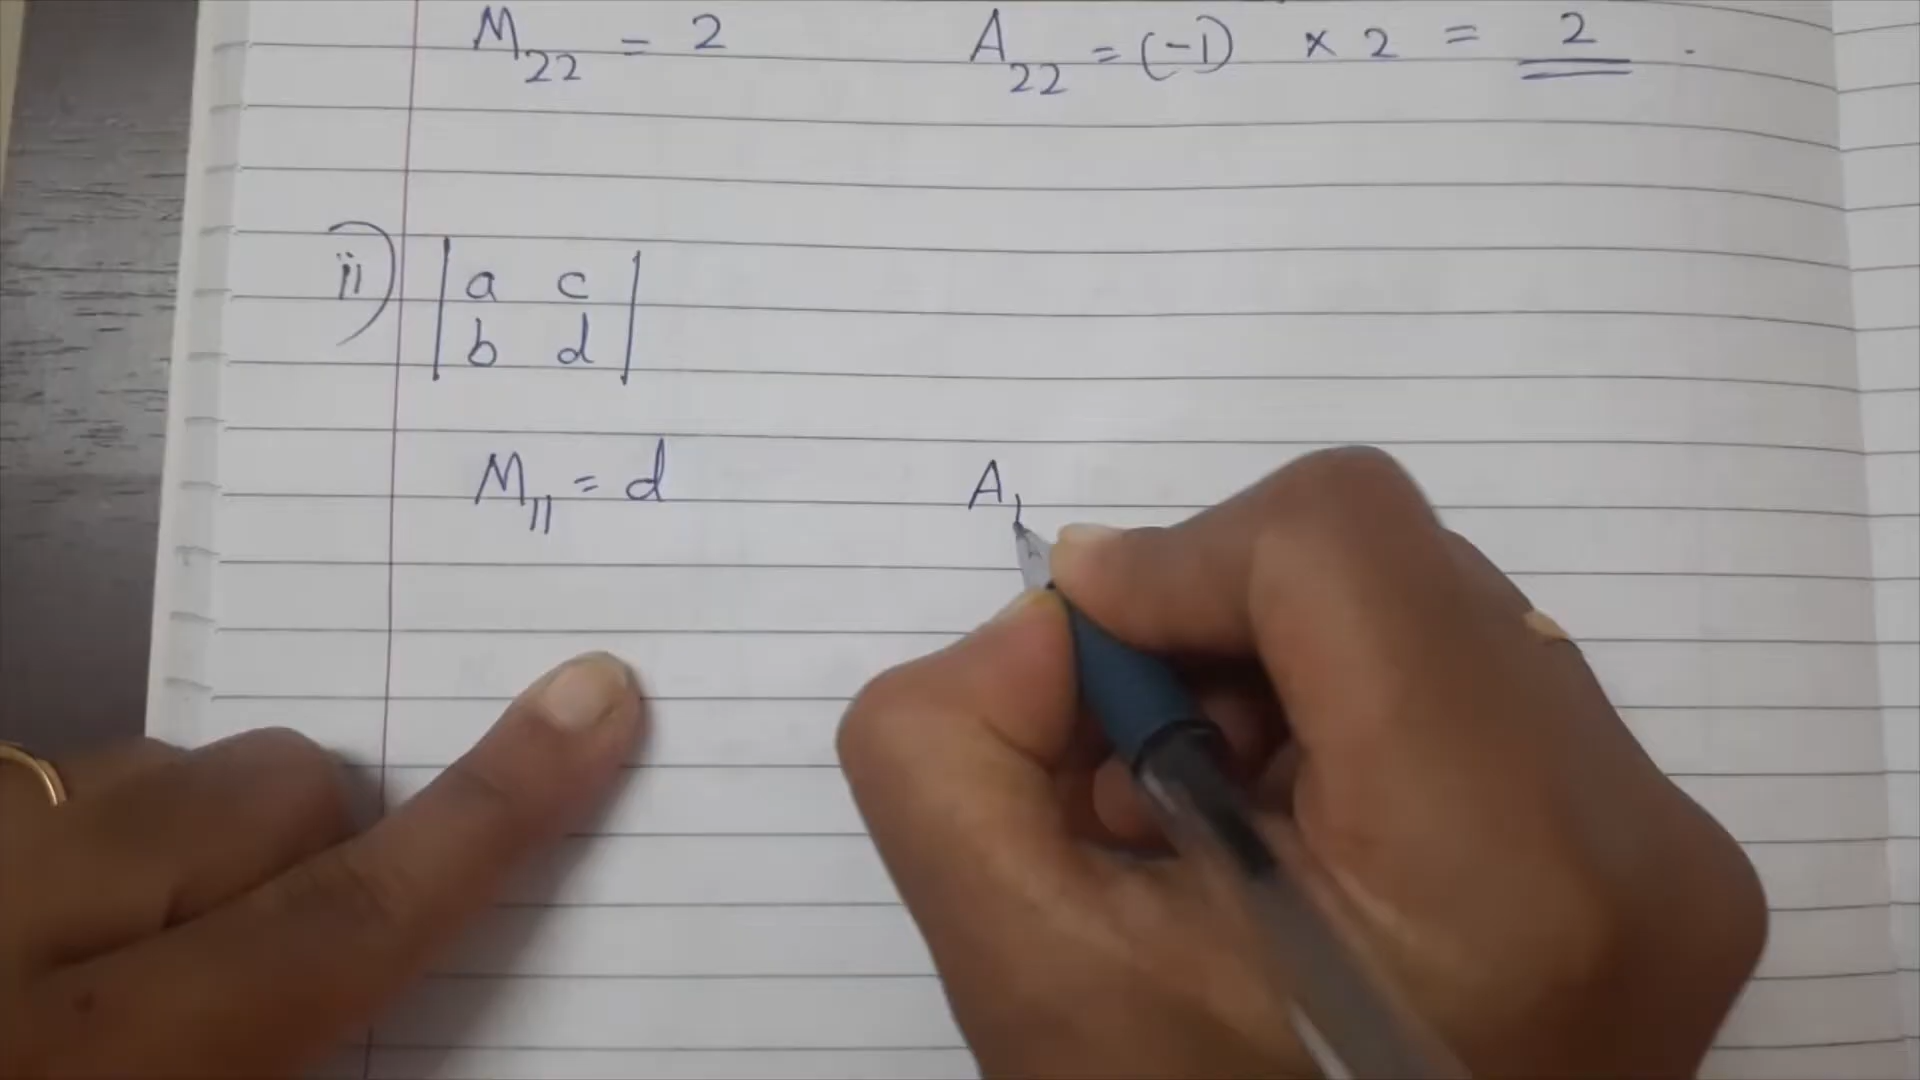 M₂₂ = 2 A₂₂ = (-1) × 2 = 2 .
ii) | a c |
| b d |
M₁₁ = d A₁